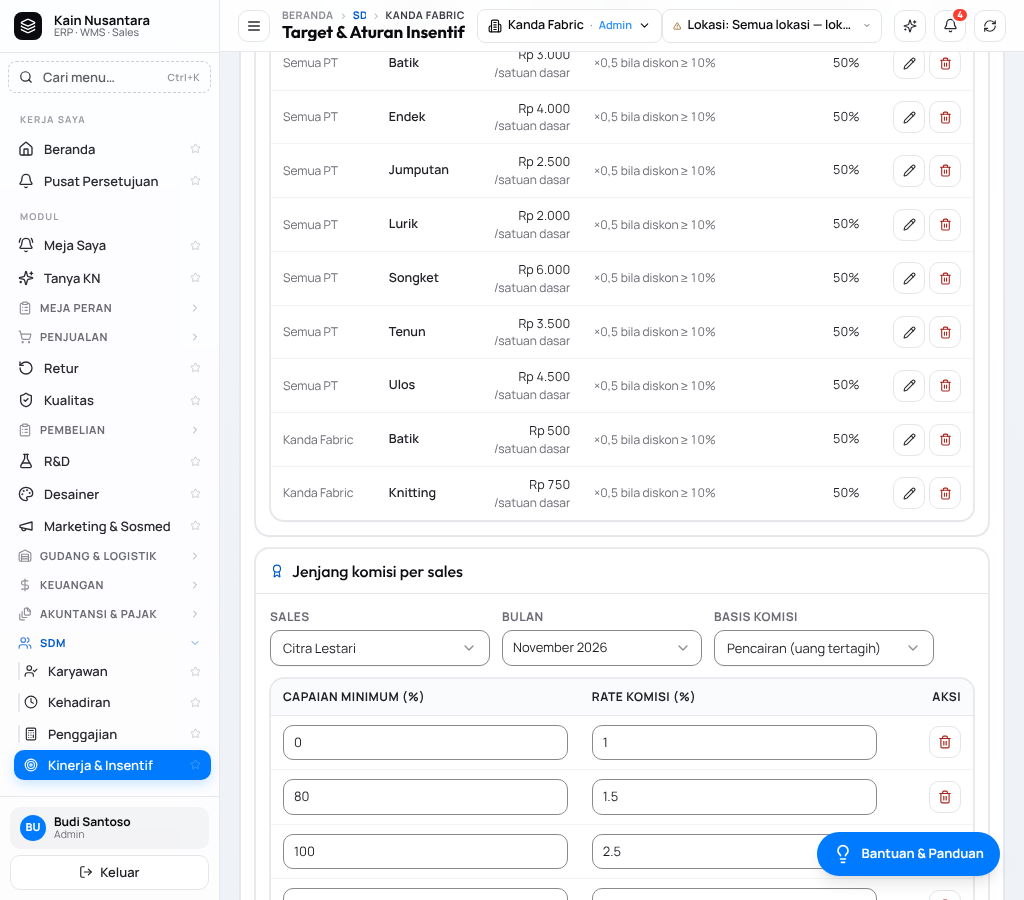 Kain Nusantara
ERP · WMS · Sales
Cari menu...
Ctrl+K
KERJA SAYA
Beranda
Pusat Persetujuan
MODUL
Meja Saya
Tanya KN
MEJA PERAN
PENJUALAN
Retur
Kualitas
PEMBELIAN
R&D
Desainer
Marketing & Sosmed
GUDANG & LOGISTIK
KEUANGAN
AKUNTANSI & PAJAK
SDM
Karyawan
Kehadiran
Penggajian
Kinerja & Insentif
BU
Budi Santoso
Admin
Keluar
BERANDA > SD > KANDA FABRIC
Target & Aturan Insentif
Kanda Fabric · Admin
Lokasi: Semua lokasi — lok...
4
Semua PT Batik Rp 3.000 /satuan dasar ×0,5 bila diskon ≥ 10% 50%
Semua PT Endek Rp 4.000 /satuan dasar ×0,5 bila diskon ≥ 10% 50%
Semua PT Jumputan Rp 2.500 /satuan dasar ×0,5 bila diskon ≥ 10% 50%
Semua PT Lurik Rp 2.000 /satuan dasar ×0,5 bila diskon ≥ 10% 50%
Semua PT Songket Rp 6.000 /satuan dasar ×0,5 bila diskon ≥ 10% 50%
Semua PT Tenun Rp 3.500 /satuan dasar ×0,5 bila diskon ≥ 10% 50%
Semua PT Ulos Rp 4.500 /satuan dasar ×0,5 bila diskon ≥ 10% 50%
Kanda Fabric Batik Rp 500 /satuan dasar ×0,5 bila diskon ≥ 10% 50%
Kanda Fabric Knitting Rp 750 /satuan dasar ×0,5 bila diskon ≥ 10% 50%
Jenjang komisi per sales
SALES BULAN BASIS KOMISI
Citra Lestari November 2026 Pencairan (uang tertagih)
CAPAIAN MINIMUM (%) RATE KOMISI (%) AKSI
0 1
80 1.5
100 2.5
Bantuan & Panduan